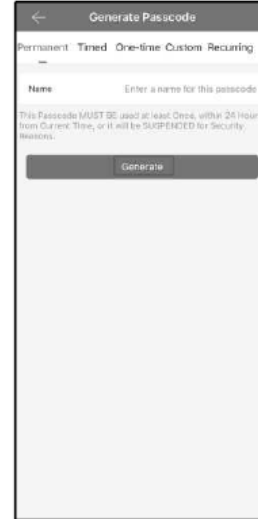 Generate Passcode
Permanent Timed One-time Custom Recurring
Name Enter a name for this passcode
This Passcode MUST BE used at least Once, within 24 Hour
from Current Time, or it will be SUSPENDED for Security
Reasons.
Generate